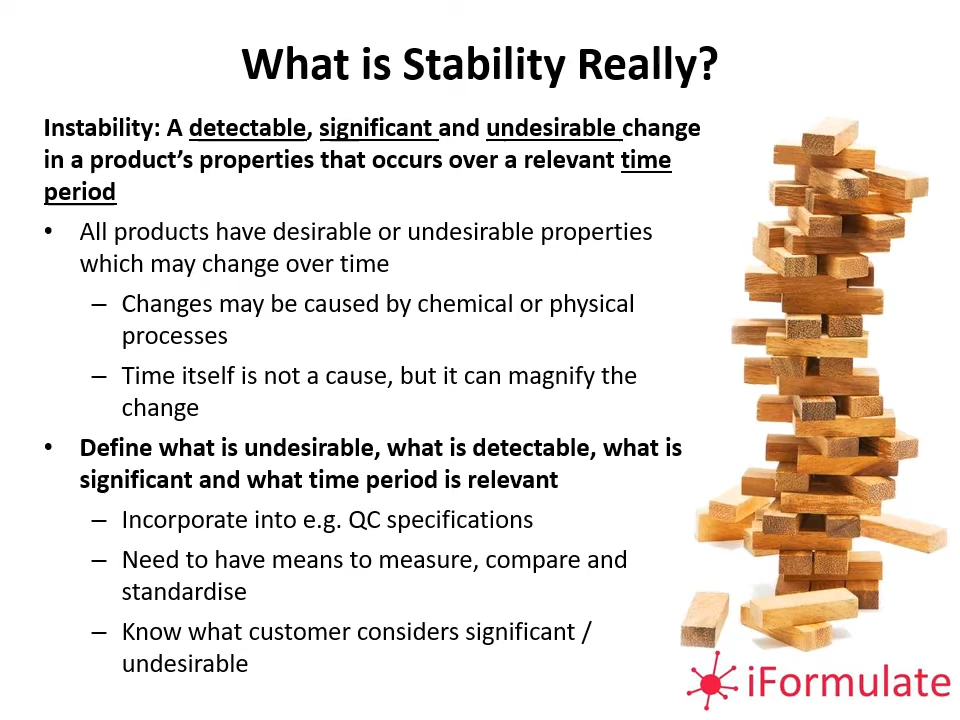 What is Stability Really?
Instability: A detectable, significant and undesirable change
in a product's properties that occurs over a relevant time
period
• All products have desirable or undesirable properties
which may change over time
– Changes may be caused by chemical or physical
processes
– Time itself is not a cause, but it can magnify the
change
• Define what is undesirable, what is detectable, what is
significant and what time period is relevant
– Incorporate into e.g. QC specifications
– Need to have means to measure, compare and
standardise
– Know what customer considers significant /
undesirable
iFormulate